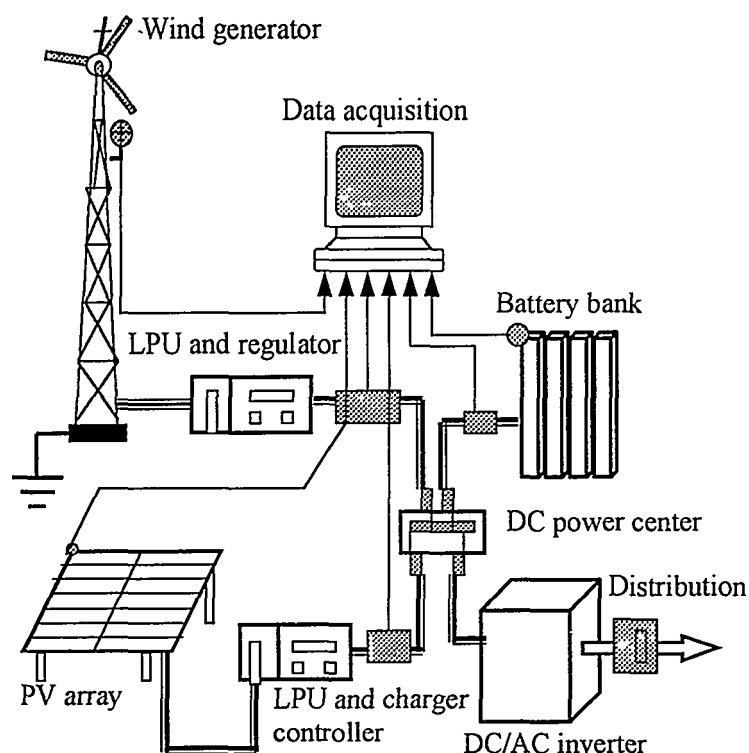 Wind generator
Data acquisition
Battery bank
LPU and regulator
DC power center
Distribution
PV array
LPU and charger
controller
DC/AC inverter